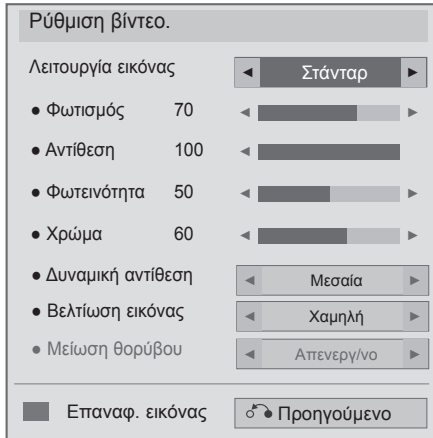 Ρύθμιση βίντεο.
Λειτουργία εικόνας ◄ Στάνταρ ►
● Φωτισμός 70 ◄ ►
● Αντίθεση 100 ◄
● Φωτεινότητα 50 ◄ ►
● Χρώμα 60 ◄ ►
● Δυναμική αντίθεση ◄ Μεσαία ►
● Βελτίωση εικόνας ◄ Χαμηλή ►
● Μείωση θορύβου ◄ Απενεργ/νο ►
Επαναφ. εικόνας Προηγούμενο